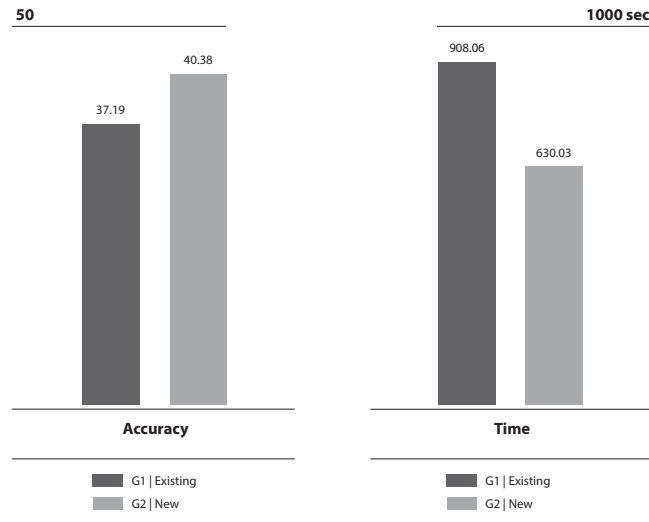 50
37.19
40.38
Accuracy
G1 | Existing
G2 | New
1000 sec
908.06
630.03
Time
G1 | Existing
G2 | New